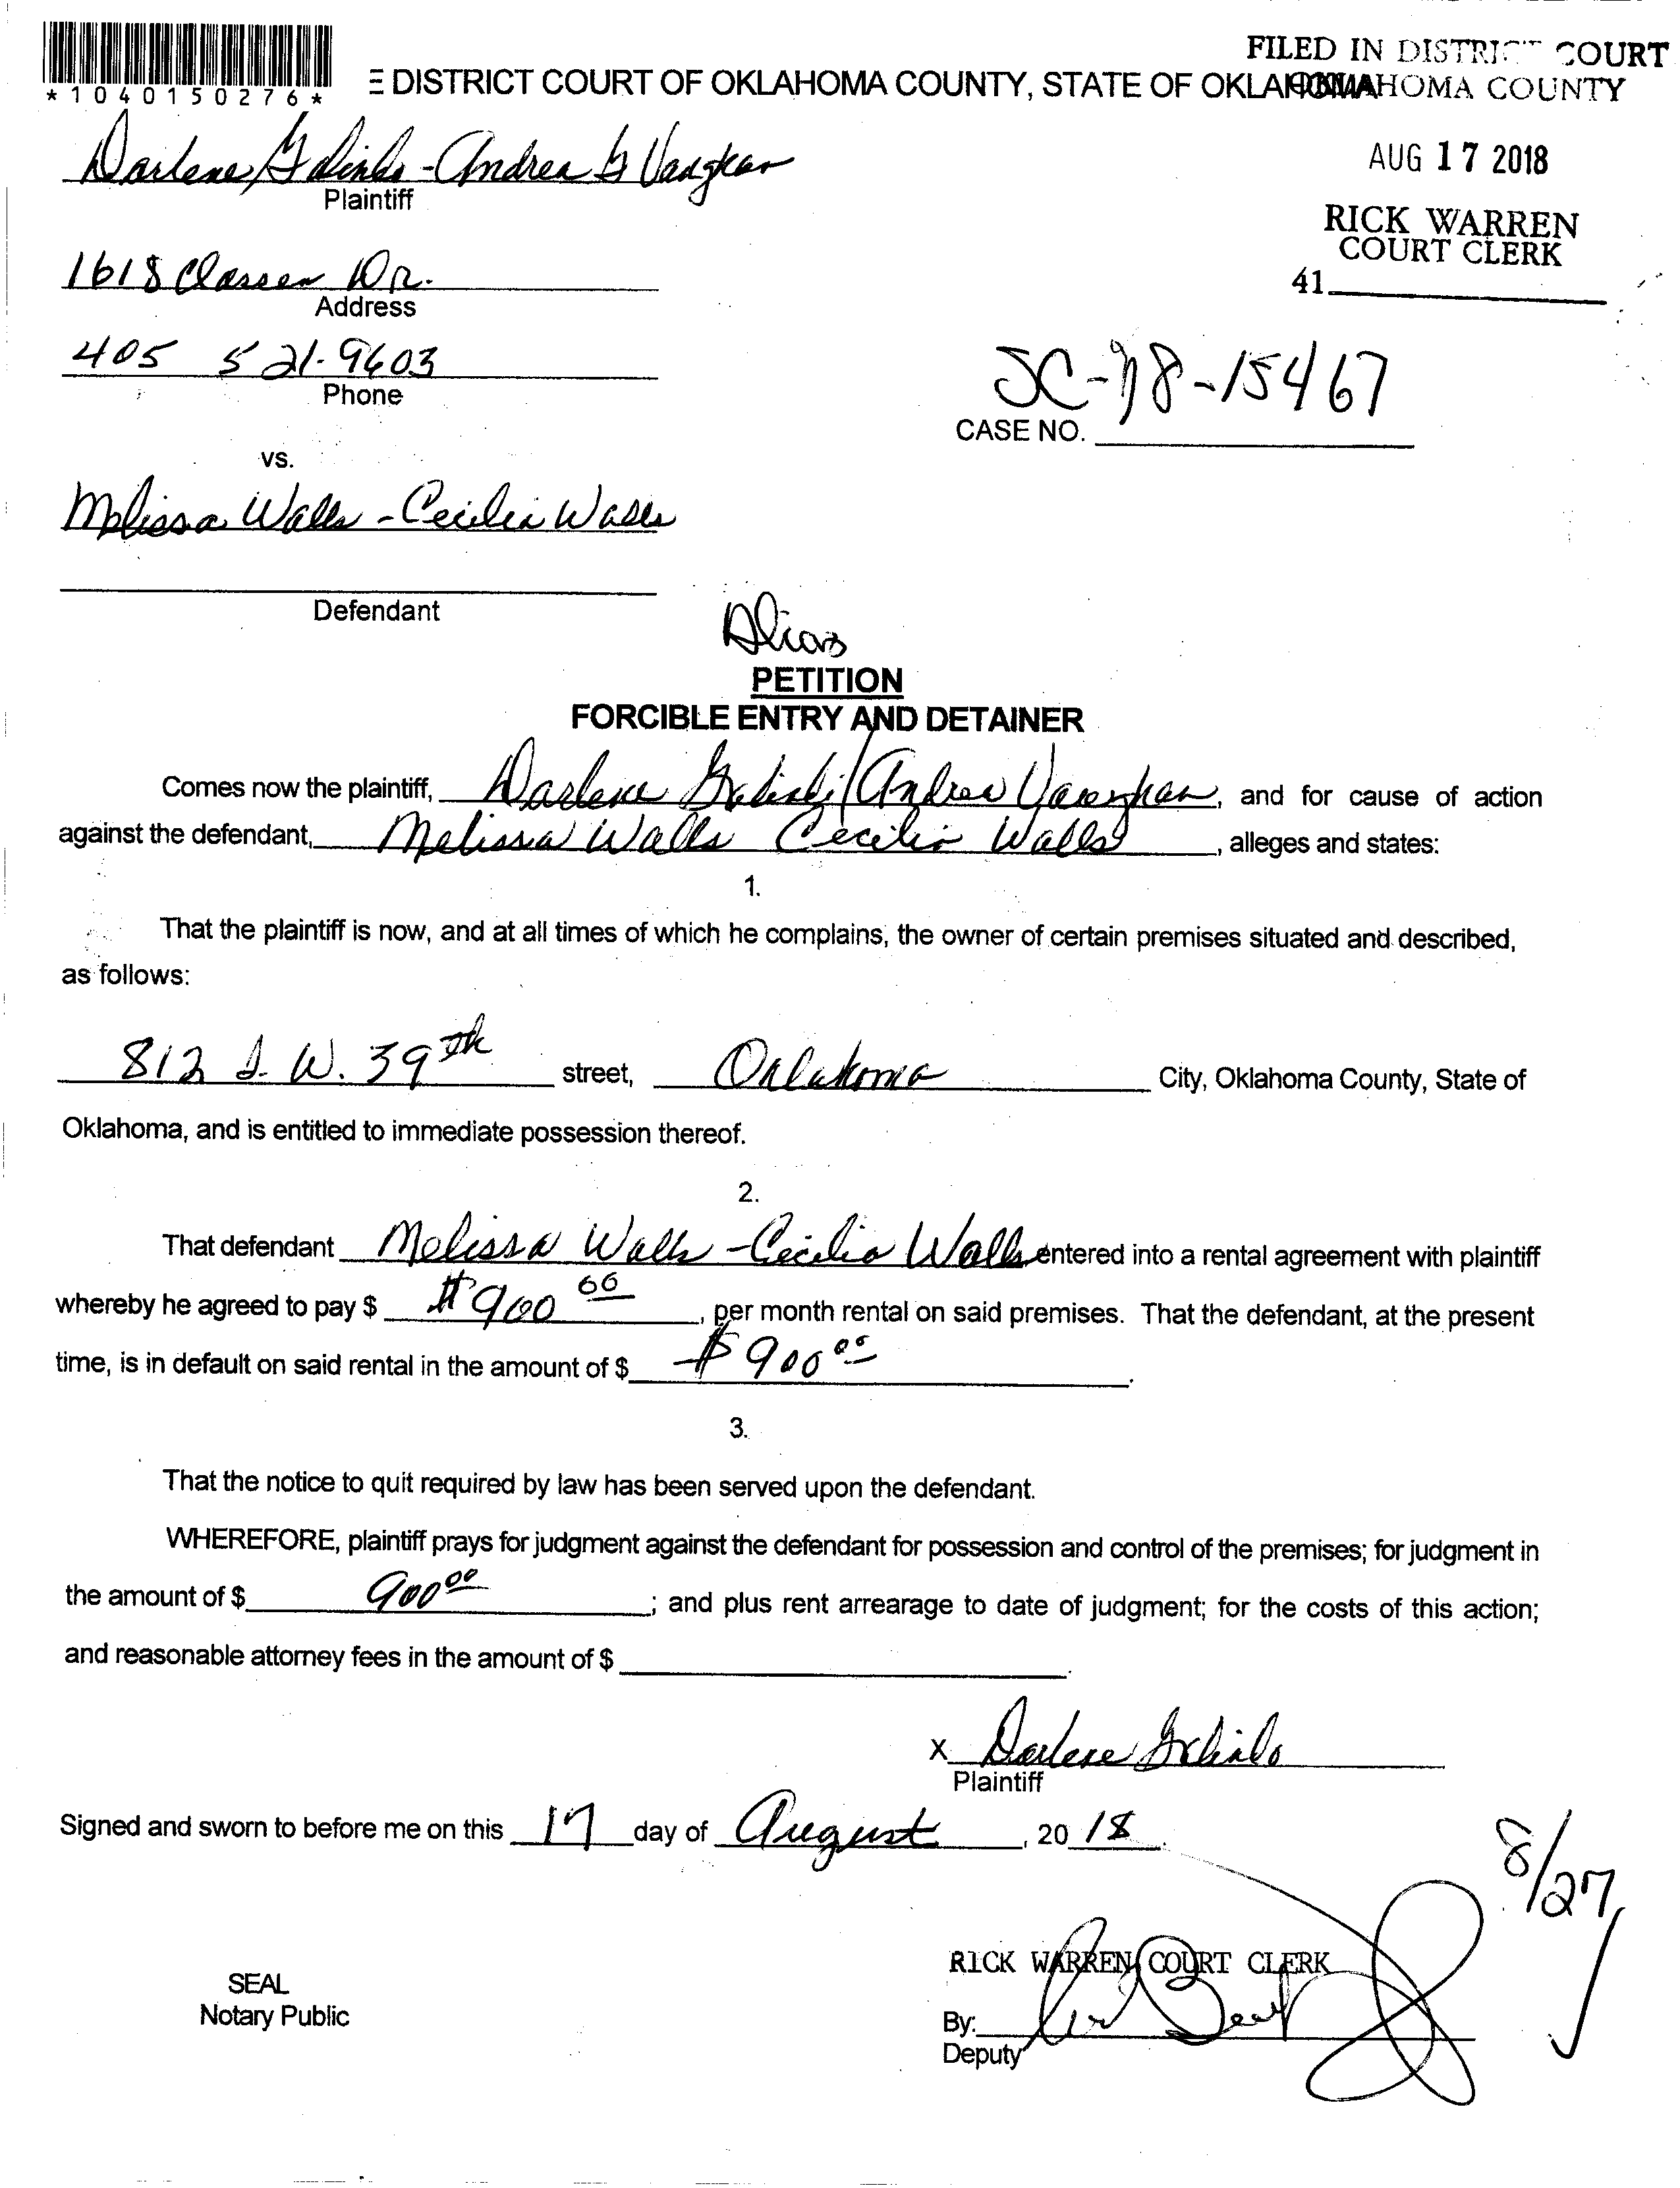 *1040150276*
E DISTRICT COURT OF OKLAHOMA COUNTY, STATE OF OKLAHOMA
FILED IN DISTRICT COURT
OKLAHOMA COUNTY
AUG 17 2018
RICK WARREN
COURT CLERK
41
Darlene Galindo - Andrea G Vaughan
Plaintiff
1618 Classen Dr.
Address
405 521-9603
Phone
SC-18-15467
CASE NO.
vs.
Melissa Walls - Cecilia Walls
Defendant
Alias
PETITION
FORCIBLE ENTRY AND DETAINER
Comes now the plaintiff, Darlene Galindo/Andrea Vaughan, and for cause of action
against the defendant, Melissa Walls Cecilia Walls, alleges and states:
1.
That the plaintiff is now, and at all times of which he complains, the owner of certain premises situated and described,
as follows:
812 S. W. 39th street, Oklahoma City, Oklahoma County, State of
Oklahoma, and is entitled to immediate possession thereof.
2.
That defendant Melissa Walls - Cecilia Walls entered into a rental agreement with plaintiff
whereby he agreed to pay $ $900 00, per month rental on said premises. That the defendant, at the present
time, is in default on said rental in the amount of $ $900 00.
3.
That the notice to quit required by law has been served upon the defendant.
WHEREFORE, plaintiff prays for judgment against the defendant for possession and control of the premises; for judgment in
the amount of $ 900 00; and plus rent arrearage to date of judgment; for the costs of this action;
and reasonable attorney fees in the amount of $.
X Darlene Galindo
Plaintiff
Signed and sworn to before me on this 17 day of August, 20 18.
8/27
SEAL
Notary Public
RICK WARREN COURT CLERK
By:
Deputy